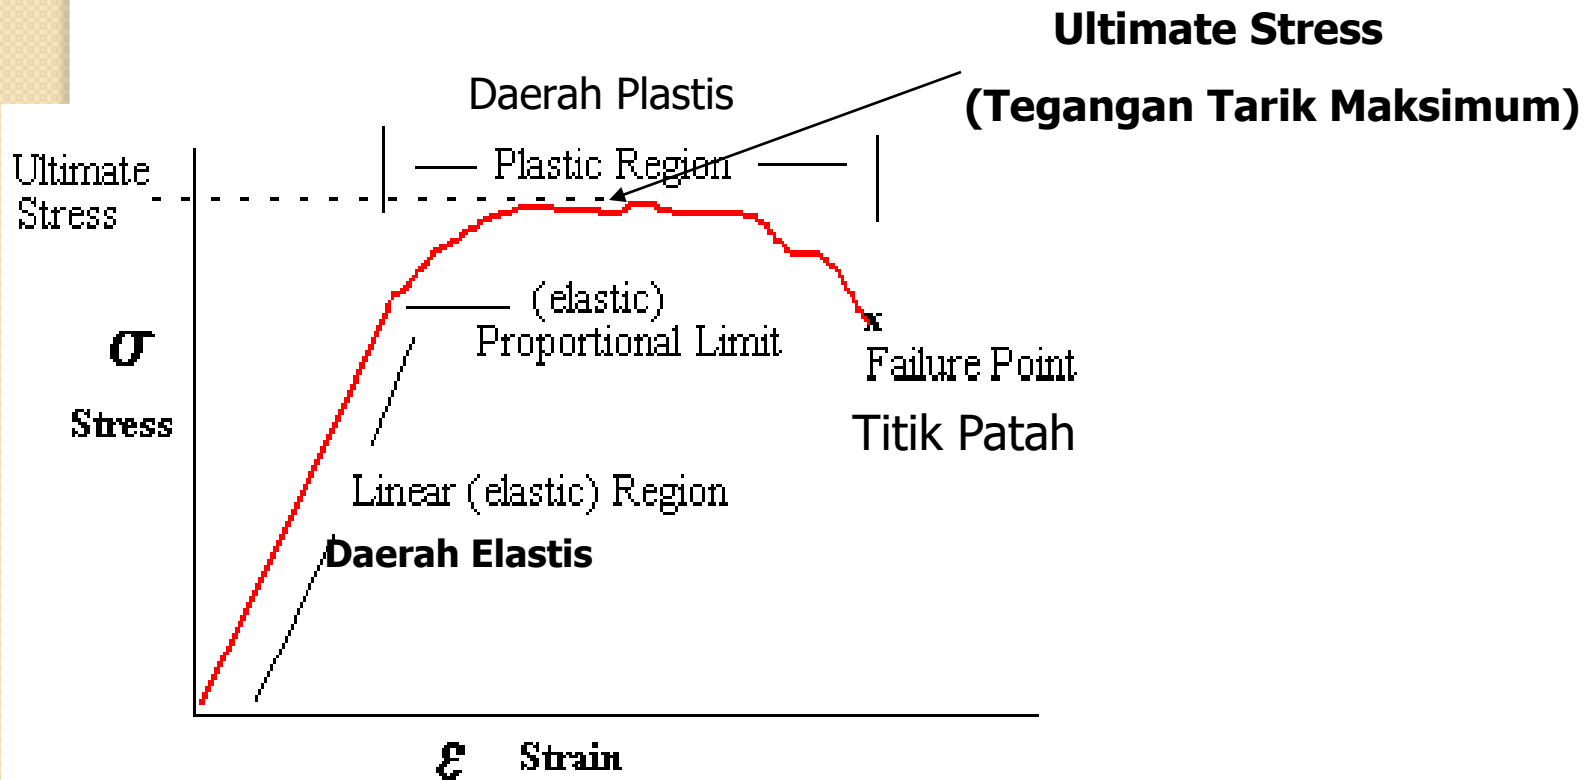 Ultimate Stress
(Tegangan Tarik Maksimum)
Daerah Plastis
Plastic Region
Ultimate
Stress
(elastic)
Proportional Limit
σ
Stress
x
Failure Point
Titik Patah
Linear (elastic) Region
Daerah Elastis
ε Strain